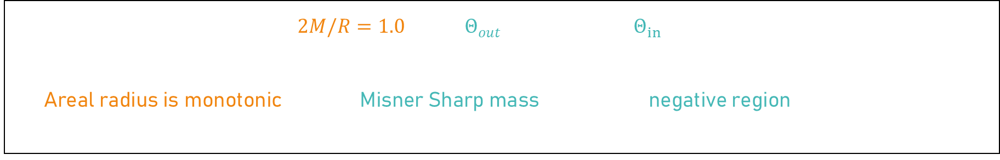 2M/R = 1.0 Θ_out Θ_in
Areal radius is monotonic Misner Sharp mass negative region